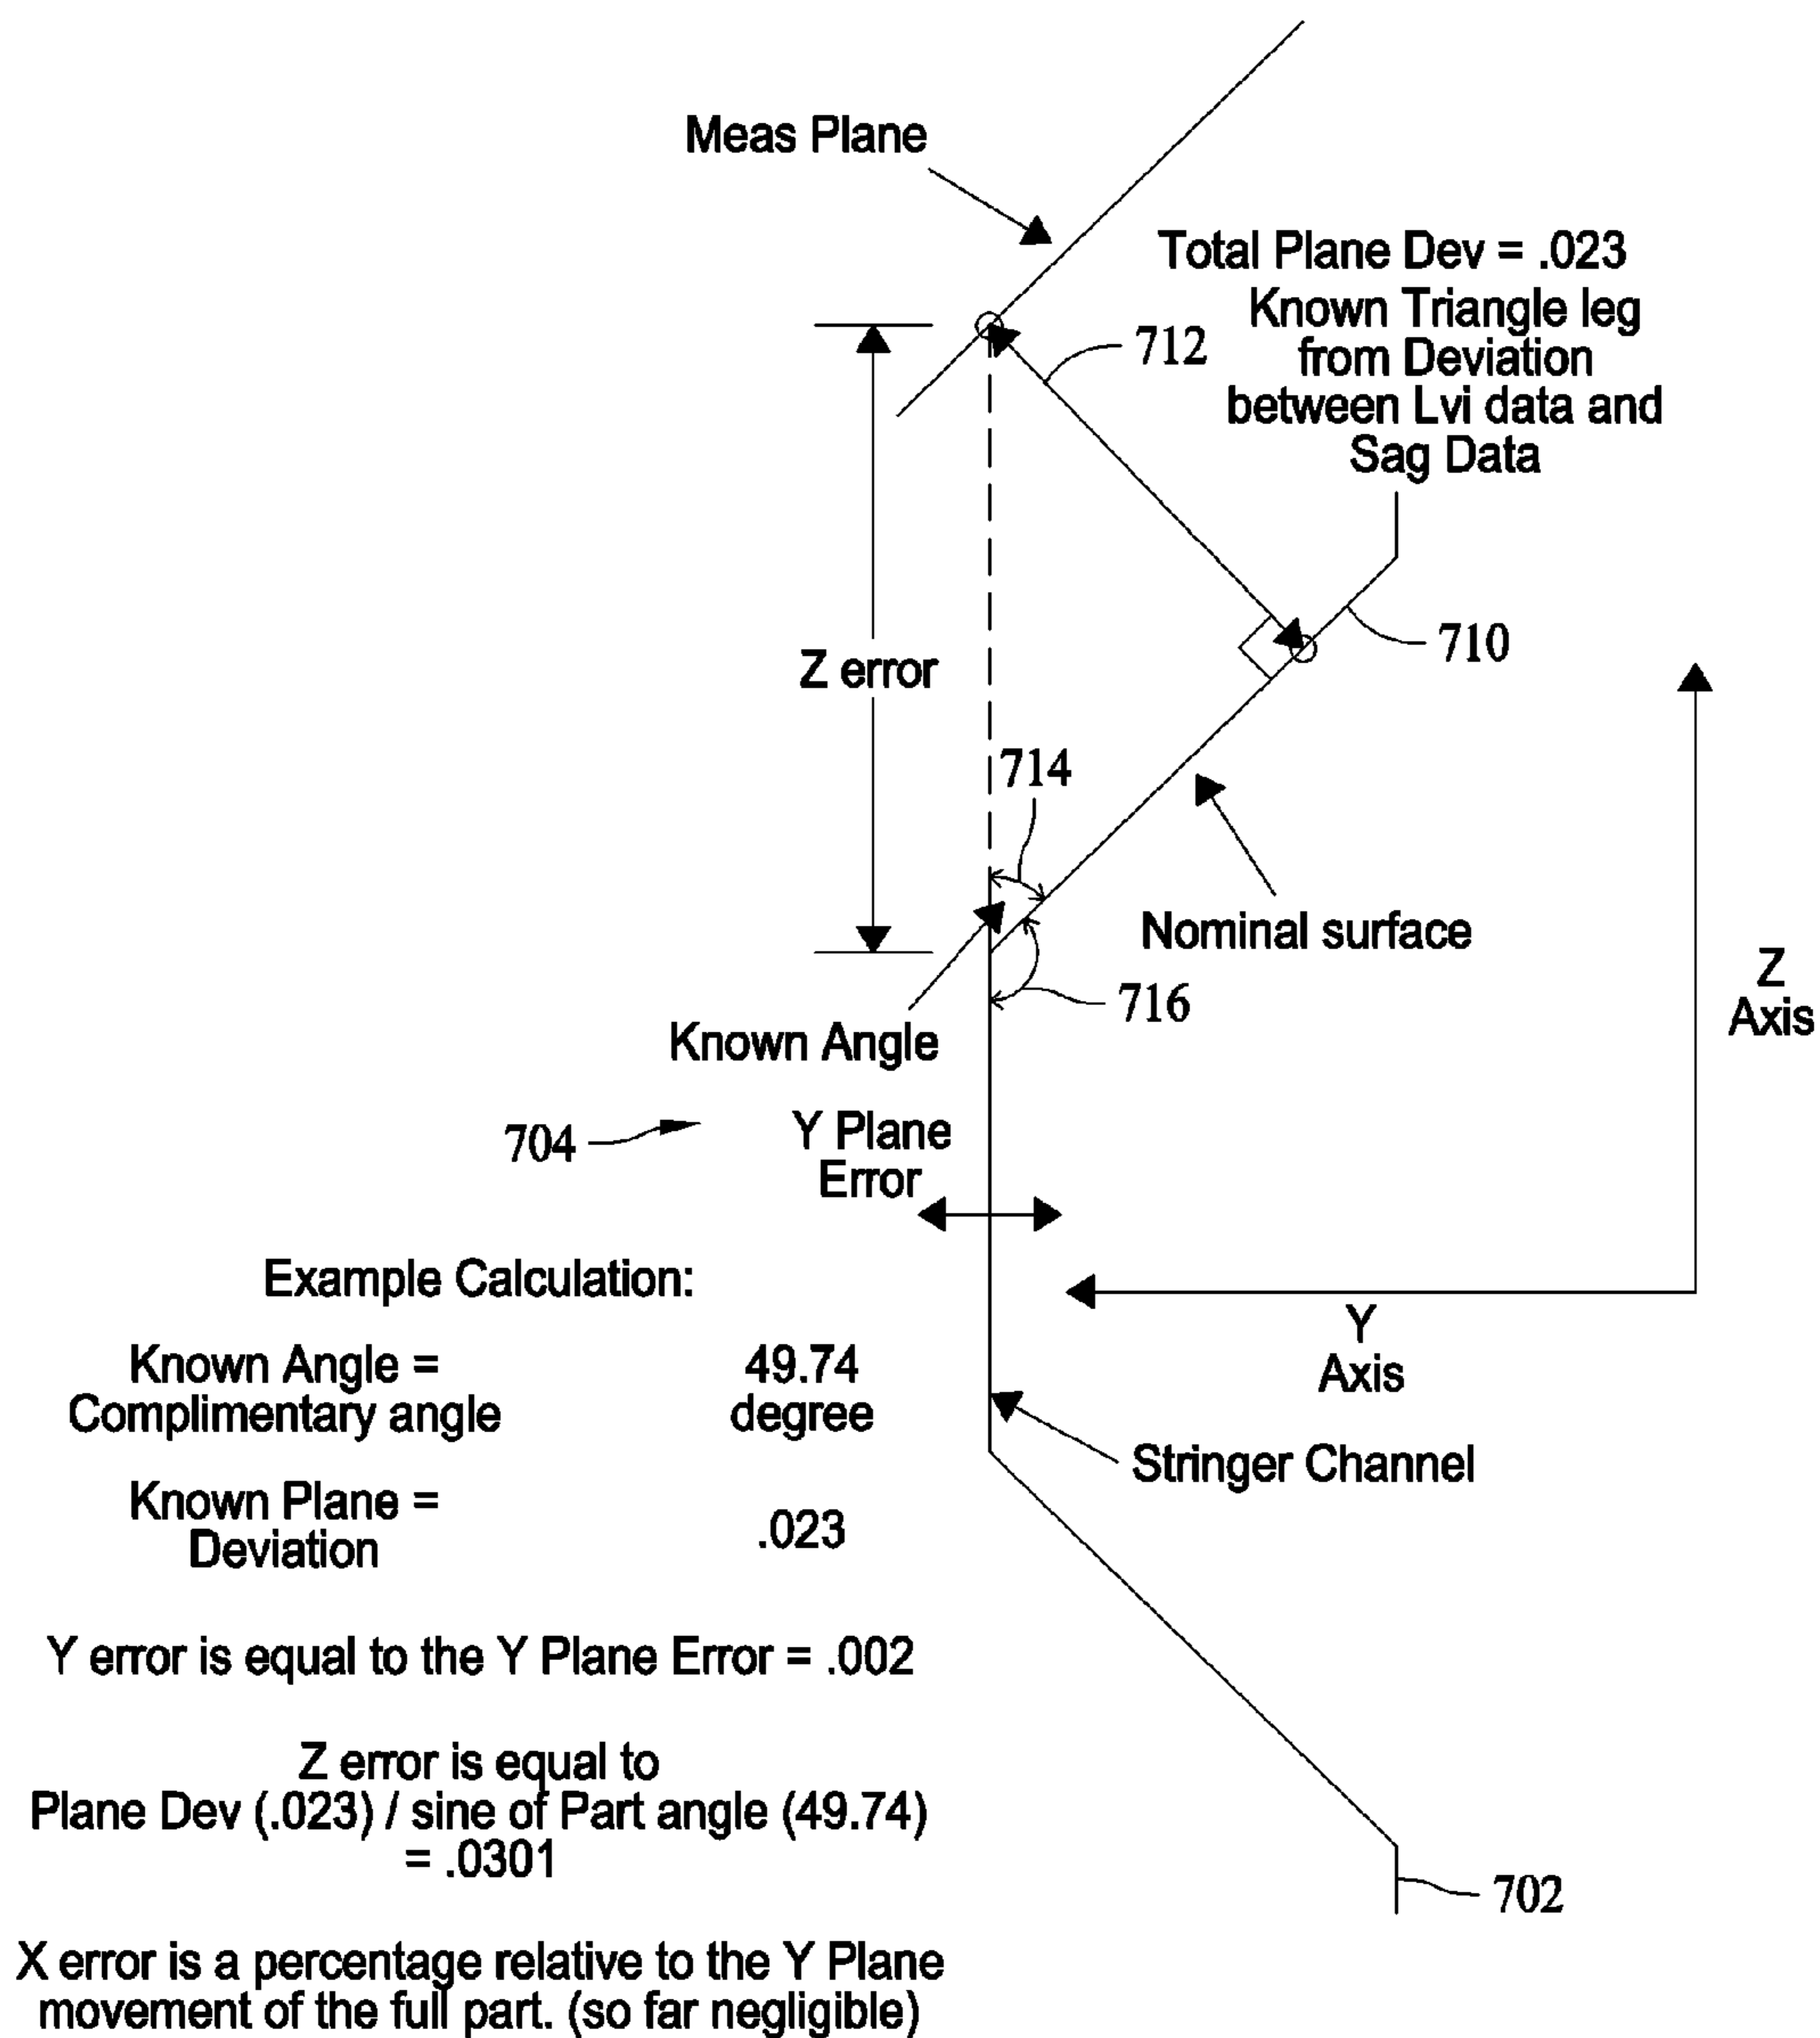 Meas Plane
Total Plane Dev = .023
Known Triangle leg
from Deviation
between Lvi data and
Sag Data
712
710
Z error
714
Nominal surface
716
Z
Axis
Known Angle
704
Y Plane
Error
Y
Axis
Example Calculation:
Known Angle = 49.74
Complimentary angle degree
Stringer Channel
Known Plane =
Deviation
.023
Y error is equal to the Y Plane Error = .002
Z error is equal to
Plane Dev (.023) / sine of Part angle (49.74)
= .0301
702
X error is a percentage relative to the Y Plane
movement of the full part. (so far negligible)